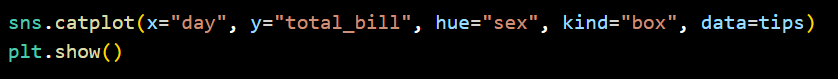 sns.catplot(x="day", y="total_bill", hue="sex", kind="box", data=tips)
plt.show()